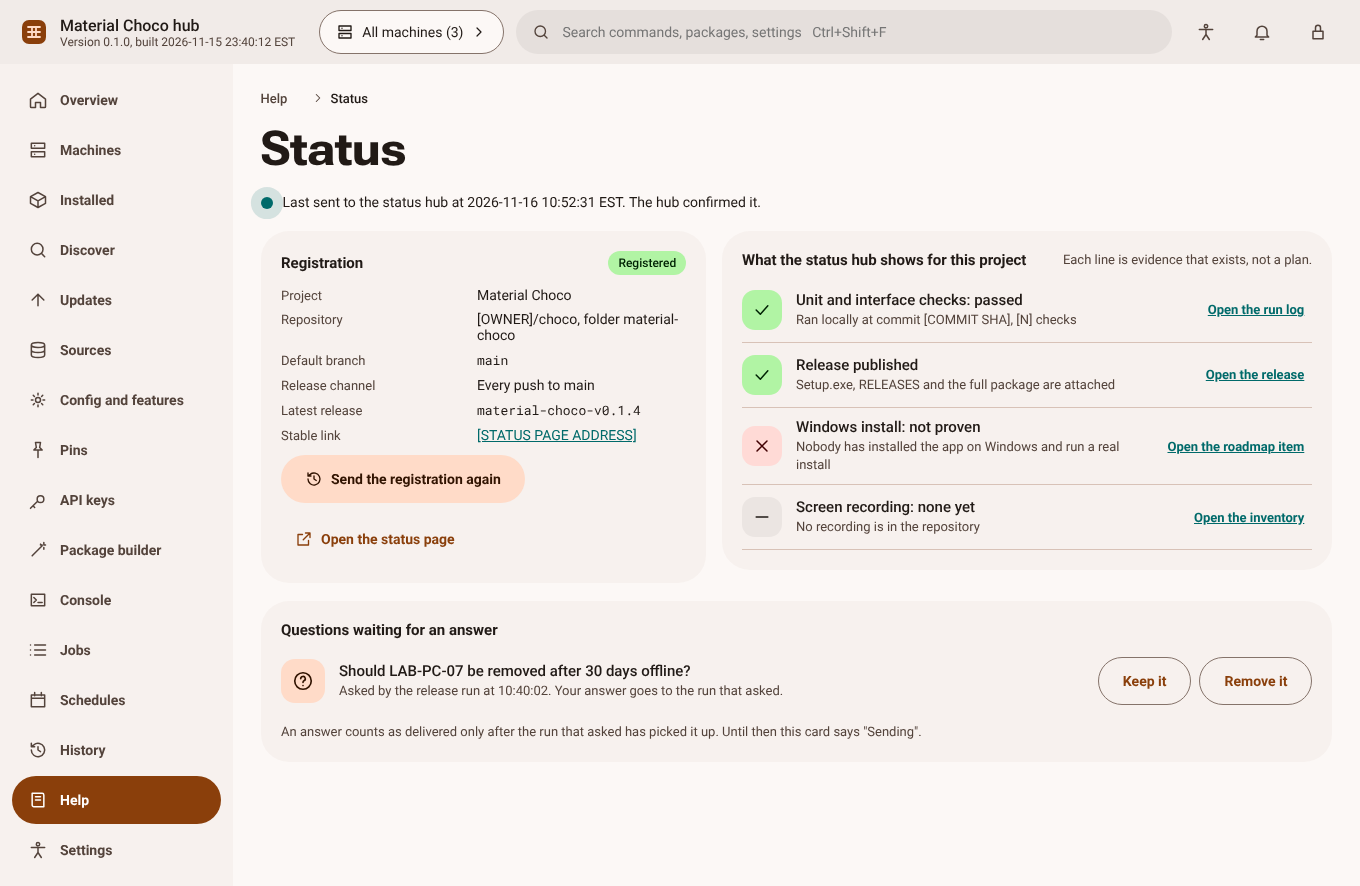 Material Choco hub
Version 0.1.0, built 2026-11-15 23:40:12 EST
All machines (3)
Search commands, packages, settings Ctrl+Shift+F
Overview
Machines
Installed
Discover
Updates
Sources
Config and features
Pins
API keys
Package builder
Console
Jobs
Schedules
History
Help
Settings
Help
Status
Status
Last sent to the status hub at 2026-11-16 10:52:31 EST. The hub confirmed it.
Registration
Registered
Project
Material Choco
Repository
[OWNER]/choco, folder material-
choco
Default branch
main
Release channel
Every push to main
Latest release
material-choco-v0.1.4
Stable link
[STATUS PAGE ADDRESS]
Send the registration again
Open the status page
What the status hub shows for this project
Each line is evidence that exists, not a plan.
Unit and interface checks: passed
Ran locally at commit [COMMIT SHA], [N] checks
Open the run log
Release published
Setup.exe, RELEASES and the full package are attached
Open the release
Windows install: not proven
Nobody has installed the app on Windows and run a real
install
Open the roadmap item
Screen recording: none yet
No recording is in the repository
Open the inventory
Questions waiting for an answer
Should LAB-PC-07 be removed after 30 days offline?
Asked by the release run at 10:40:02. Your answer goes to the run that asked.
Keep it
Remove it
An answer counts as delivered only after the run that asked has picked it up. Until then this card says "Sending".